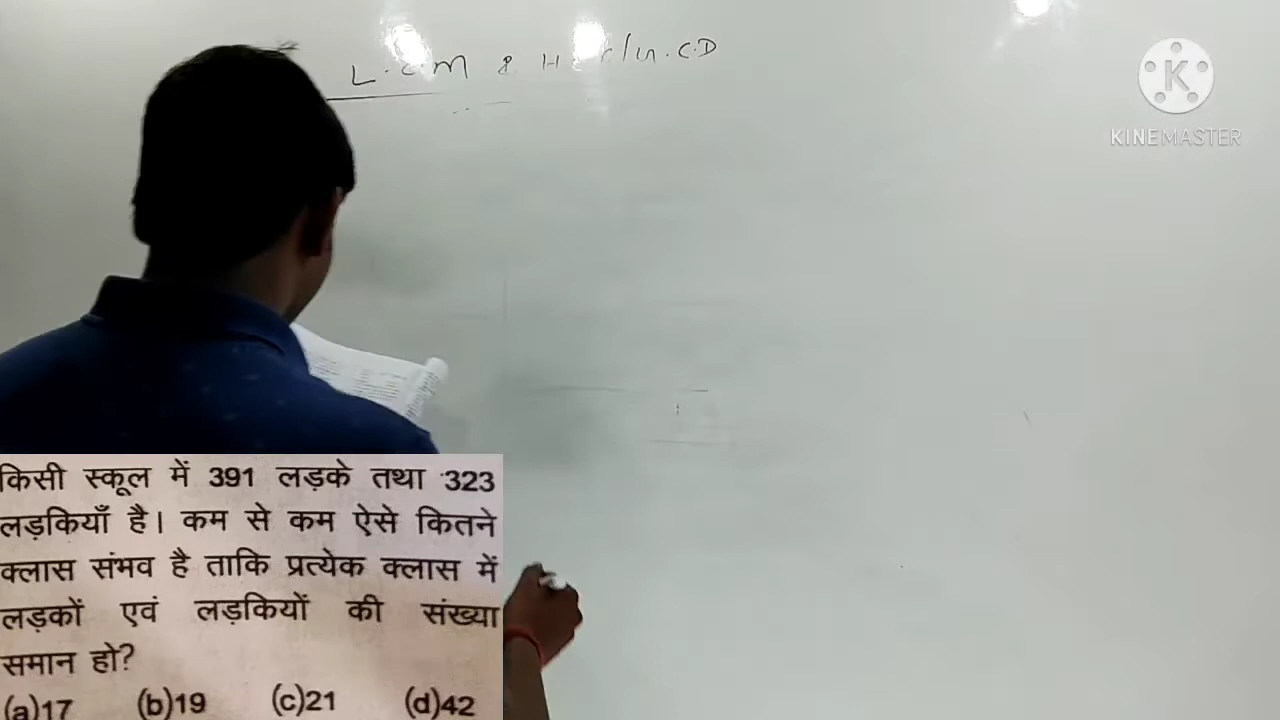 L.C.M & H.C.F/G.C.D
KINEMASTER
किसी स्कूल में 391 लड़के तथा 323
लड़कियाँ है। कम से कम ऐसे कितने
क्लास संभव है ताकि प्रत्येक क्लास में
लड़कों एवं लड़कियों की संख्या
समान हो?
(a)17 (b)19 (c)21 (d)42